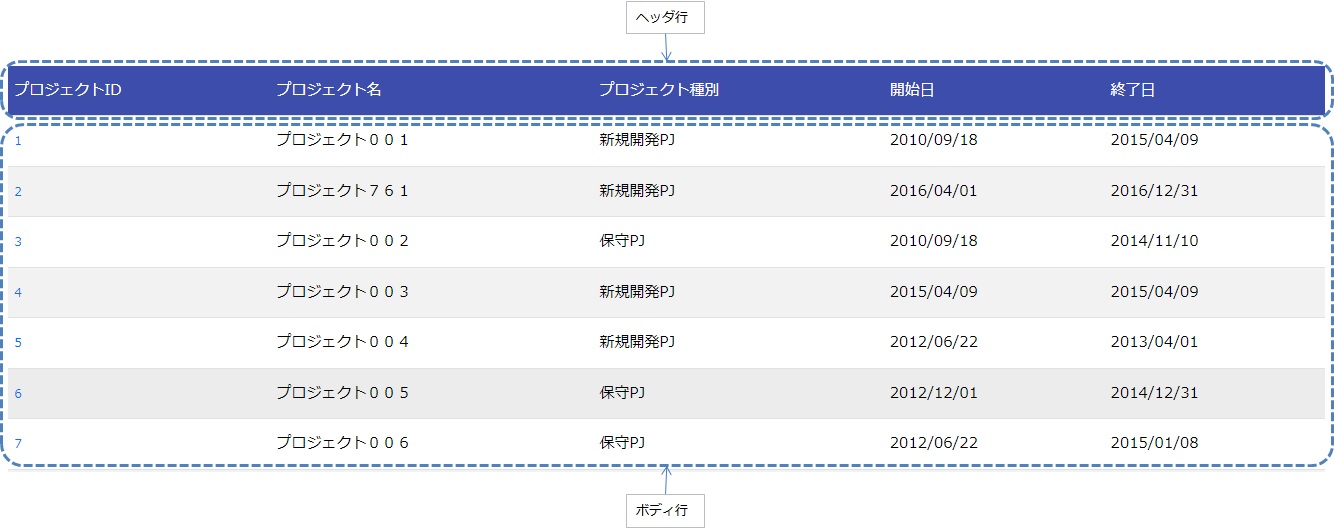 ヘッダ行
プロジェクトID プロジェクト名 プロジェクト種別 開始日 終了日
1 プロジェクト００１ 新規開発PJ 2010/09/18 2015/04/09
2 プロジェクト７６１ 新規開発PJ 2016/04/01 2016/12/31
3 プロジェクト００２ 保守PJ 2010/09/18 2014/11/10
4 プロジェクト００３ 新規開発PJ 2015/04/09 2015/04/09
5 プロジェクト００４ 新規開発PJ 2012/06/22 2013/04/01
6 プロジェクト００５ 保守PJ 2012/12/01 2014/12/31
7 プロジェクト００６ 保守PJ 2012/06/22 2015/01/08
ボディ行